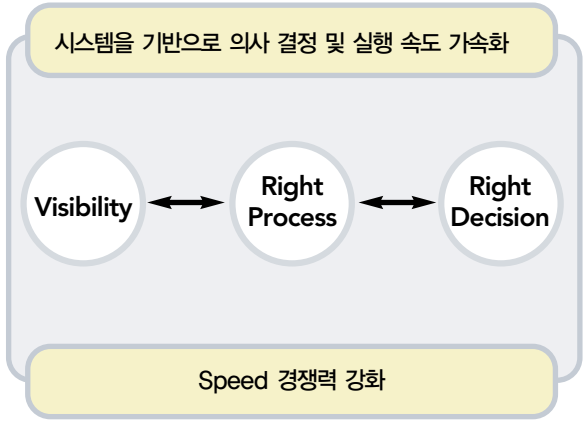 시스템을 기반으로 의사 결정 및 실행 속도 가속화
Visibility
Right
Process
Right
Decision
Speed 경쟁력 강화